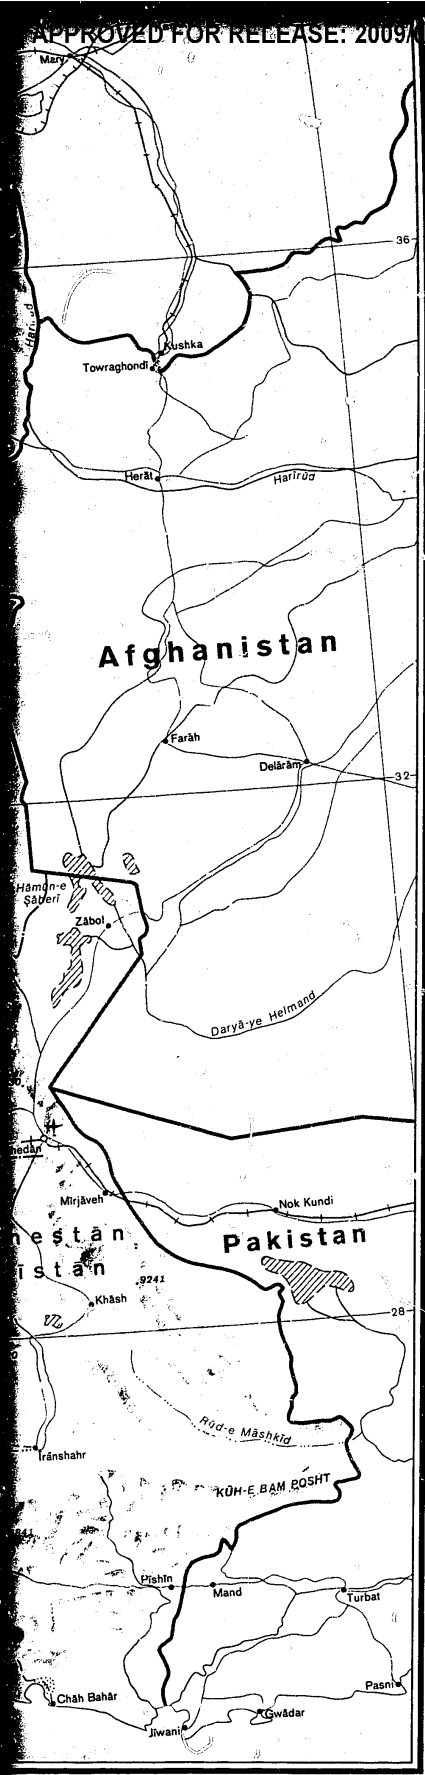 APPROVED FOR RELEASE: 2009/
Mary
36
Harīrūd
Kushka
Towraghondī
Herāt
Harīrūd
Afghanistan
Farāh
Delārām
32
Hāmūn-e
Şāberī
Zābol
Daryā-ye Helmand
Mīrjāveh
Nok Kundi
Pakistan
9241
Khāsh
28
Rūd-e Māshkīd
Īrānshahr
KŪH-E BAM POSHT
Pīshīn
Mand
Turbat
Pasni
Chāh Bahār
Gwādar
Jīwani